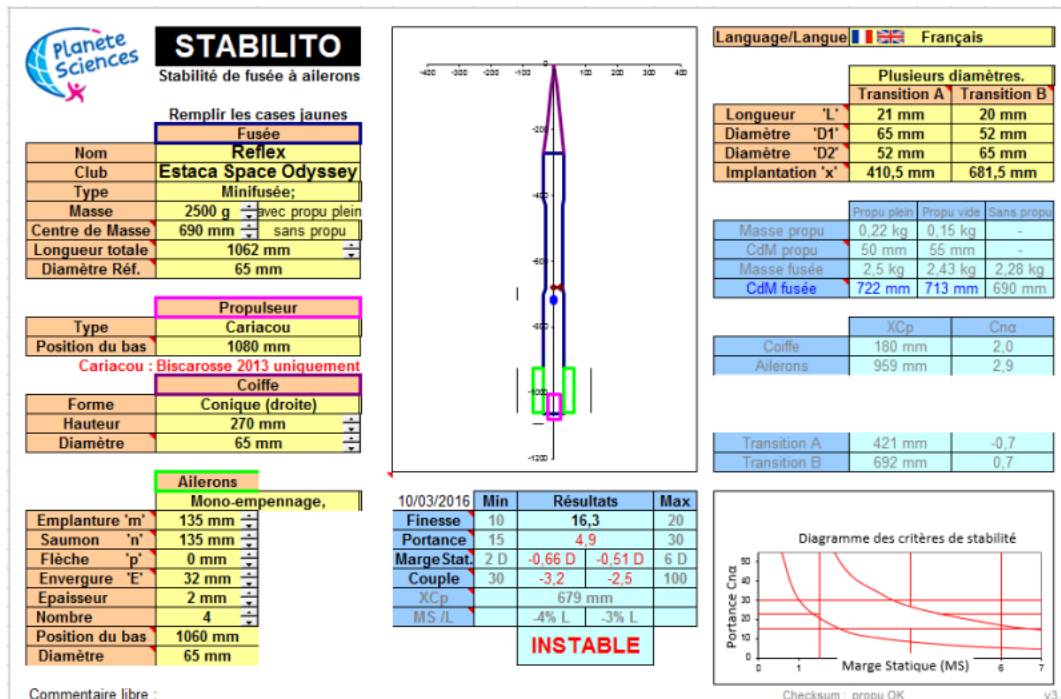 Planète Sciences
STABILITO
Stabilité de fusée à ailerons
Remplir les cases jaunes
Fusée
Nom Reflex
Club Estaca Space Odyssey
Type Minifusée;
Masse 2500 g avec propu plein
Centre de Masse 690 mm sans propu
Longueur totale 1062 mm
Diamètre Réf. 65 mm
Propulseur
Type Cariacou
Position du bas 1080 mm
Cariacou : Biscarosse 2013 uniquement
Coiffe
Forme Conique (droite)
Hauteur 270 mm
Diamètre 65 mm
Ailerons
Mono-empennage,
Emplanture 'm' 135 mm
Saumon 'n' 135 mm
Flèche 'p' 0 mm
Envergure 'E' 32 mm
Epaisseur 2 mm
Nombre 4
Position du bas 1060 mm
Diamètre 65 mm
Commentaire libre :
-400 -300 -200 -100 0 100 200 300 400
-200
-400
-600
-800
-1000
-1200
10/03/2016 Min Résultats Max
Finesse 10 16,3 20
Portance 15 4,9 30
Marge Stat. 2 D -0,66 D -0,51 D 6 D
Couple 30 -3,2 -2,5 100
XCp 679 mm
MS /L -4% L -3% L
INSTABLE
Language/Langue Français
Plusieurs diamètres.
Transition A Transition B
Longueur 'L' 21 mm 20 mm
Diamètre 'D1' 65 mm 52 mm
Diamètre 'D2' 52 mm 65 mm
Implantation 'x' 410,5 mm 681,5 mm
Propu plein Propu vide Sans propu
Masse propu 0,22 kg 0,15 kg -
CdM propu 50 mm 55 mm -
Masse fusée 2,5 kg 2,43 kg 2,28 kg
CdM fusée 722 mm 713 mm 690 mm
XCp Cnα
Coiffe 180 mm 2,0
Ailerons 959 mm 2,9
Transition A 421 mm -0,7
Transition B 692 mm 0,7
Diagramme des critères de stabilité
Portance Cnα
50
40
30
20
10
0
0 1 6 7
Marge Statique (MS)
Checksum : propu OK v3